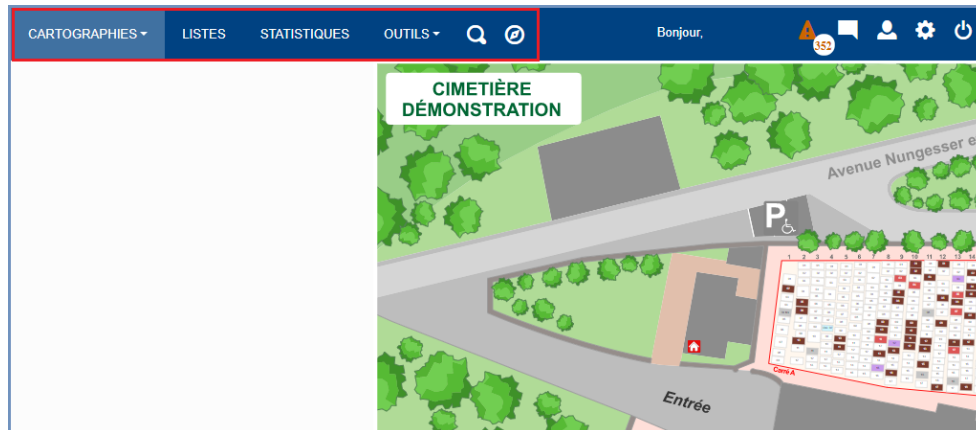 CARTOGRAPHIES LISTES STATISTIQUES OUTILS Bonjour, 352
CIMETIÈRE
DÉMONSTRATION
Avenue Nungesser e
P
1 2 3 4 5 6 7 8 9 10 11 12 13 14
Carré A
Entrée